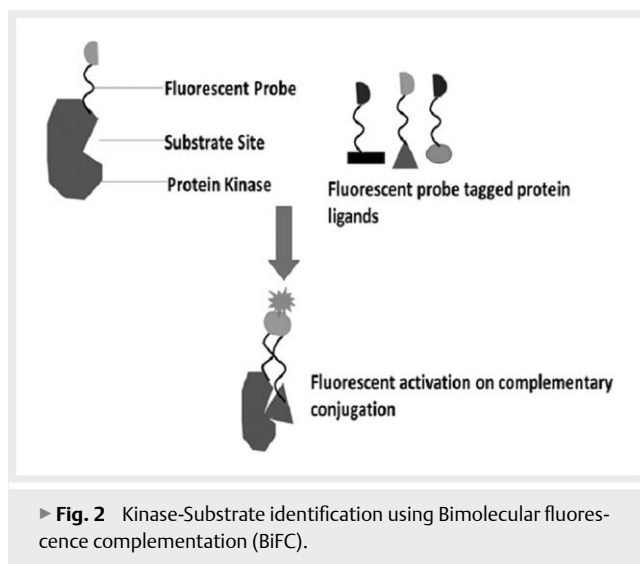 Fluorescent Probe
Substrate Site
Protein Kinase
Fluorescent probe tagged protein
ligands
Fluorescent activation on complementary
conjugation
▶ Fig. 2 Kinase-Substrate identification using Bimolecular fluores-
cence complementation (BiFC).